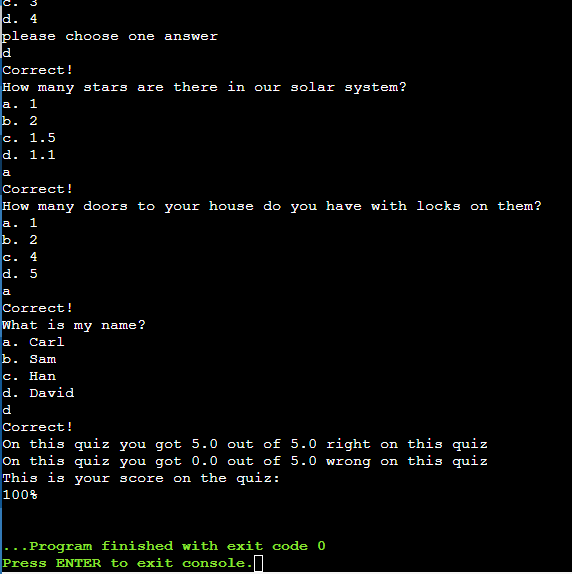 c. 3
d. 4
please choose one answer
d
Correct!
How many stars are there in our solar system?
a. 1
b. 2
c. 1.5
d. 1.1
a
Correct!
How many doors to your house do you have with locks on them?
a. 1
b. 2
c. 4
d. 5
a
Correct!
What is my name?
a. Carl
b. Sam
c. Han
d. David
d
Correct!
On this quiz you got 5.0 out of 5.0 right on this quiz
On this quiz you got 0.0 out of 5.0 wrong on this quiz
This is your score on the quiz:
100%
...Program finished with exit code 0
Press ENTER to exit console.